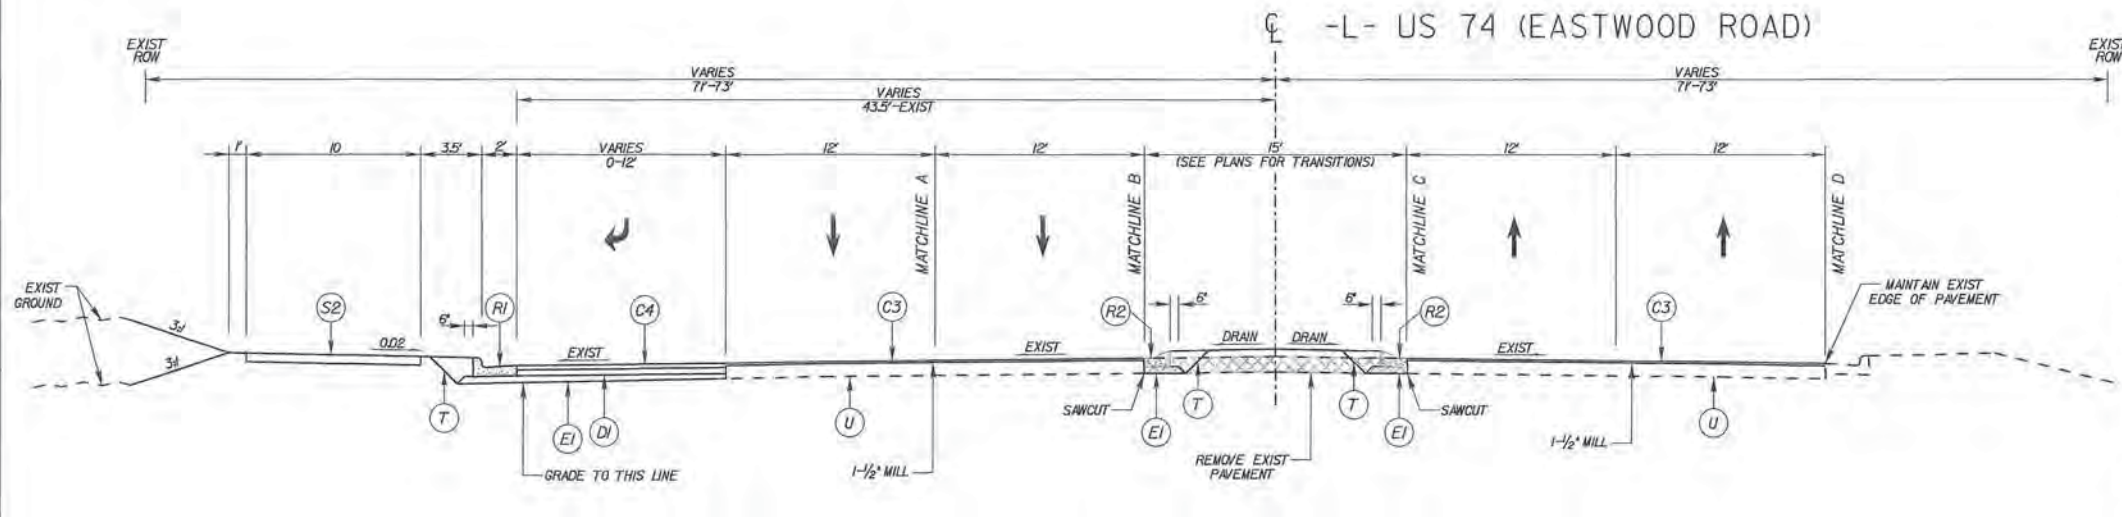 ℄ -L- US 74 (EASTWOOD ROAD)
EXIST
ROW
EXIST
ROW
VARIES
71'-73'
VARIES
71'-73'
VARIES
43.5'-EXIST
1'
10
3.5'
2'
VARIES
0-12'
12'
12'
15'
(SEE PLANS FOR TRANSITIONS)
12'
12'
MATCHLINE A
MATCHLINE B
MATCHLINE C
MATCHLINE D
EXIST
GROUND
3:1
3:1
S2
0.02
6"
R1
EXIST
C4
C3
EXIST
R2
6"
DRAIN
DRAIN
6"
R2
EXIST
C3
MAINTAIN EXIST
EDGE OF PAVEMENT
T
E1
D1
U
SAWCUT
E1
T
T
E1
SAWCUT
U
GRADE TO THIS LINE
1-1/2" MILL
REMOVE EXIST
PAVEMENT
1-1/2" MILL